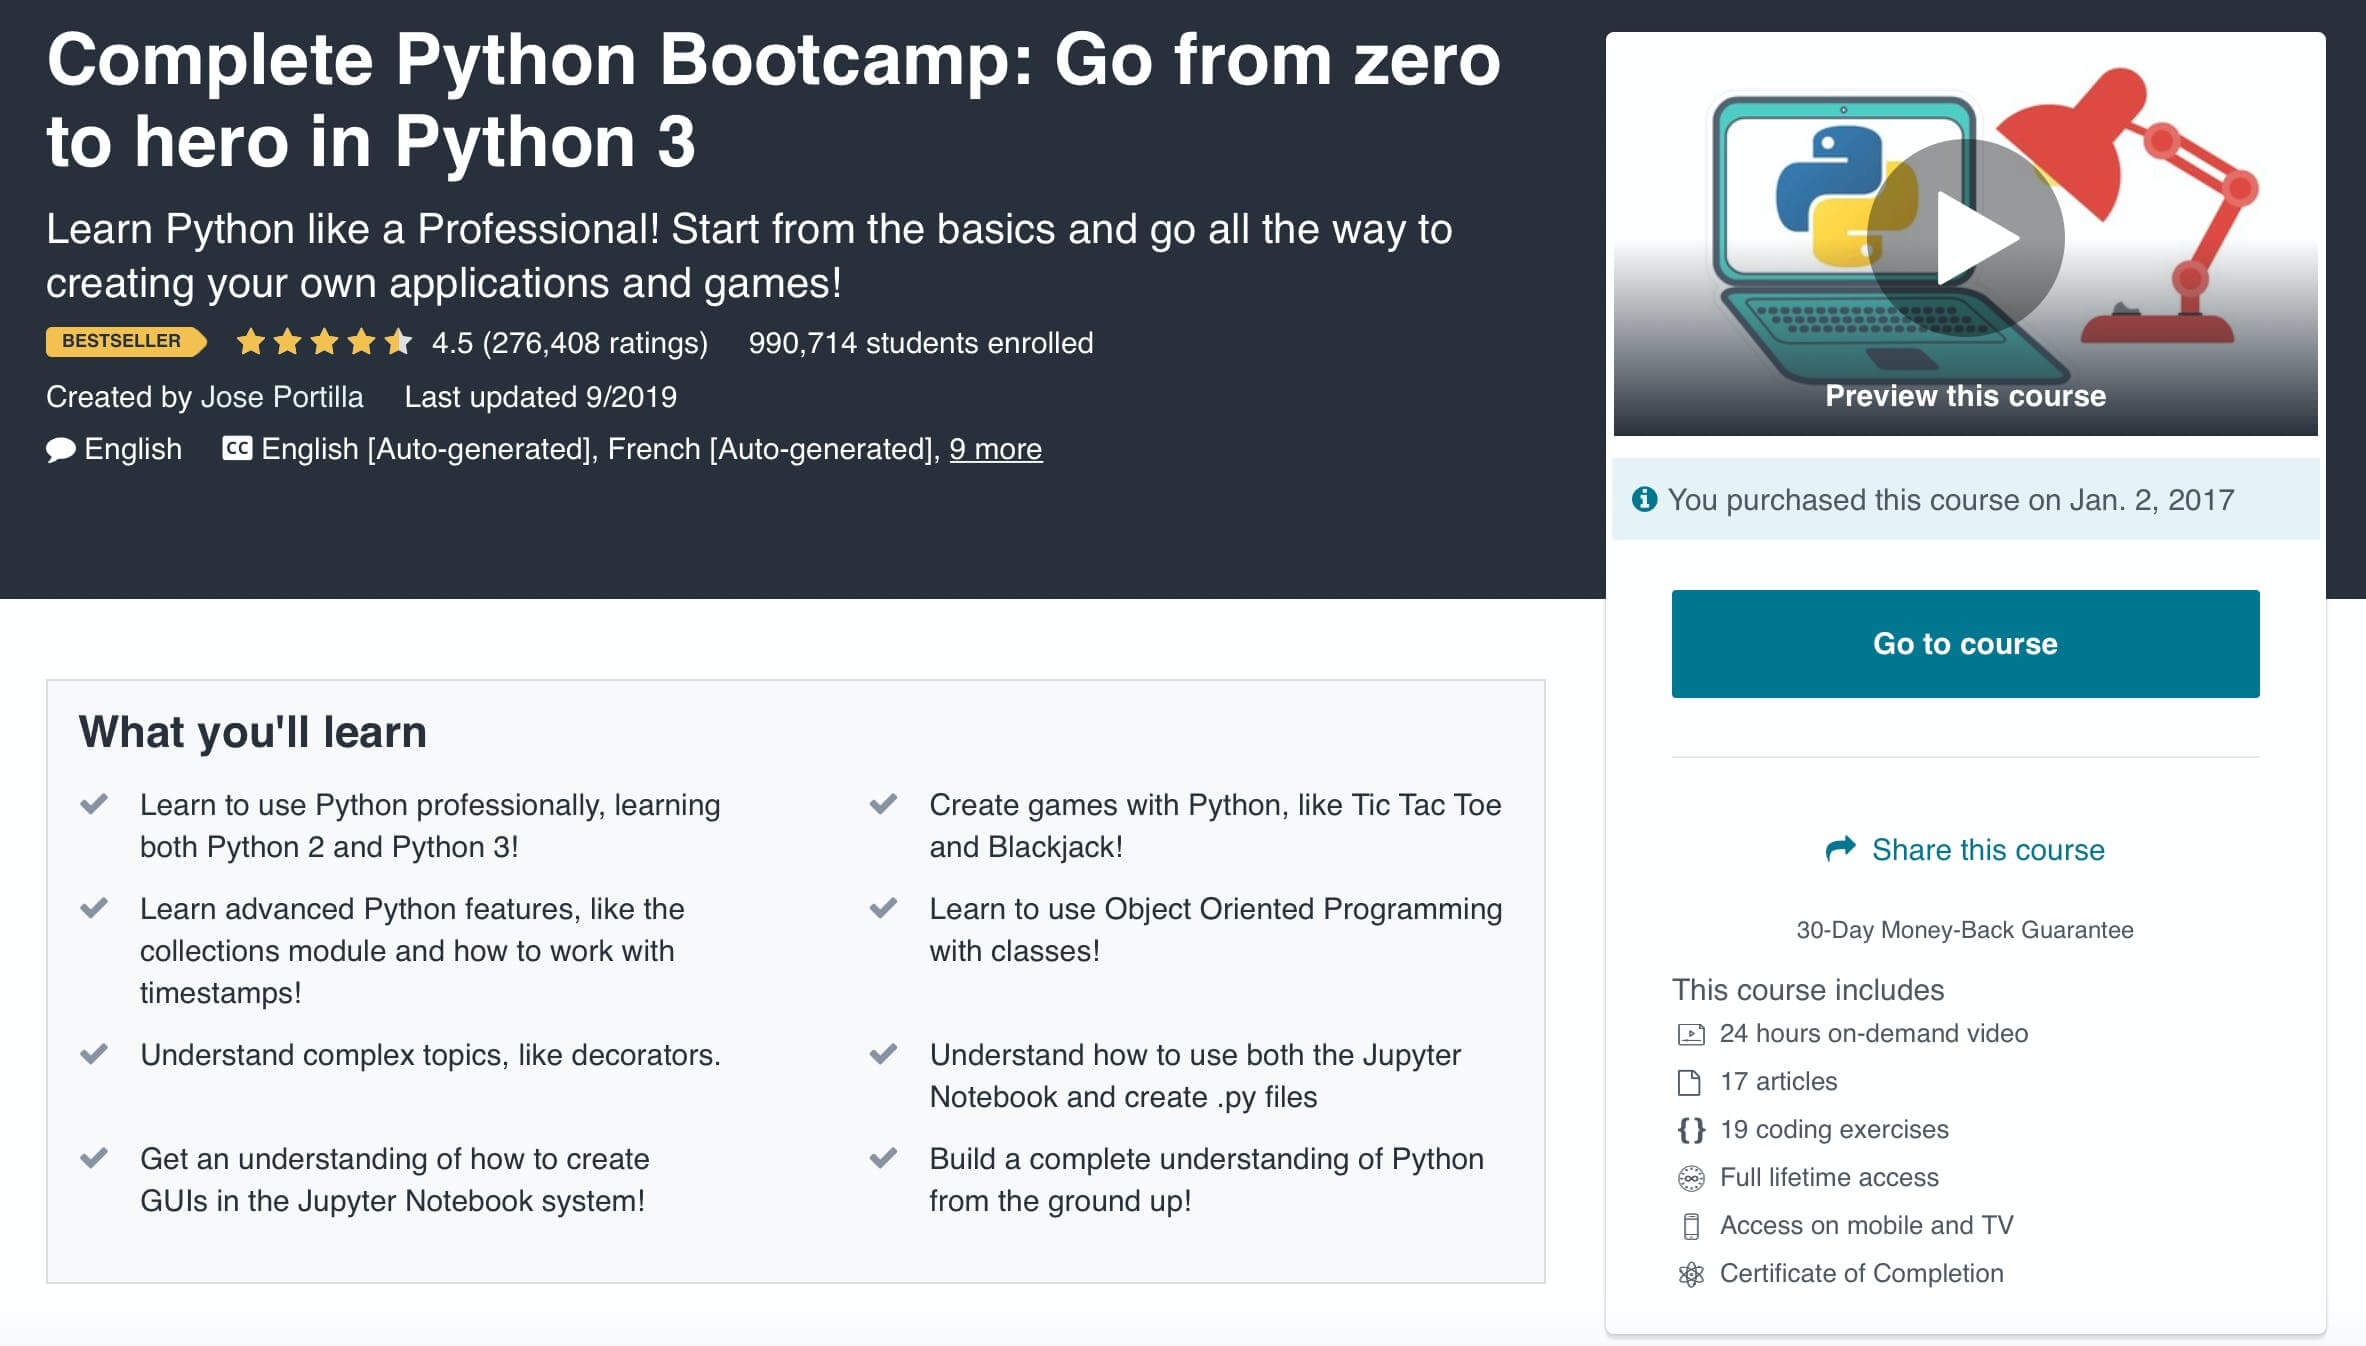 Complete Python Bootcamp: Go from zero
to hero in Python 3
Learn Python like a Professional! Start from the basics and go all the way to
creating your own applications and games!
BESTSELLER 4.5 (276,408 ratings) 990,714 students enrolled
Created by Jose Portilla Last updated 9/2019
English CC English [Auto-generated], French [Auto-generated], 9 more
Preview this course
You purchased this course on Jan. 2, 2017
Go to course
Share this course
30-Day Money-Back Guarantee
This course includes
24 hours on-demand video
17 articles
{} 19 coding exercises
Full lifetime access
Access on mobile and TV
Certificate of Completion
What you'll learn
Learn to use Python professionally, learning
both Python 2 and Python 3!
Create games with Python, like Tic Tac Toe
and Blackjack!
Learn advanced Python features, like the
collections module and how to work with
timestamps!
Learn to use Object Oriented Programming
with classes!
Understand complex topics, like decorators.
Understand how to use both the Jupyter
Notebook and create .py files
Get an understanding of how to create
GUIs in the Jupyter Notebook system!
Build a complete understanding of Python
from the ground up!